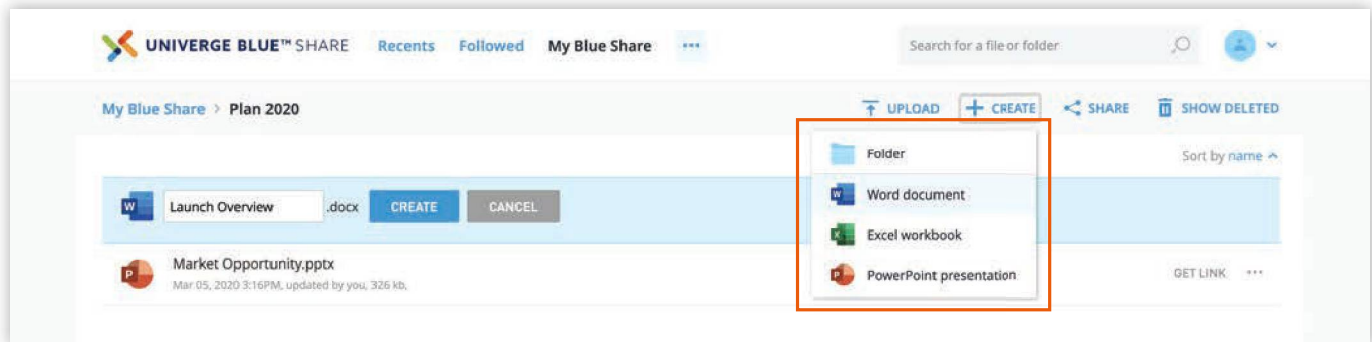 UNIVERGE BLUE™ SHARE Recents Followed My Blue Share ••• Search for a file or folder
My Blue Share > Plan 2020 UPLOAD + CREATE SHARE SHOW DELETED
Folder
Sort by name
W Launch Overview .docx CREATE CANCEL
W Word document
X Excel workbook
P Market Opportunity.pptx
Mar 05, 2020 3:16PM, updated by you, 326 kb,
P PowerPoint presentation
GET LINK •••